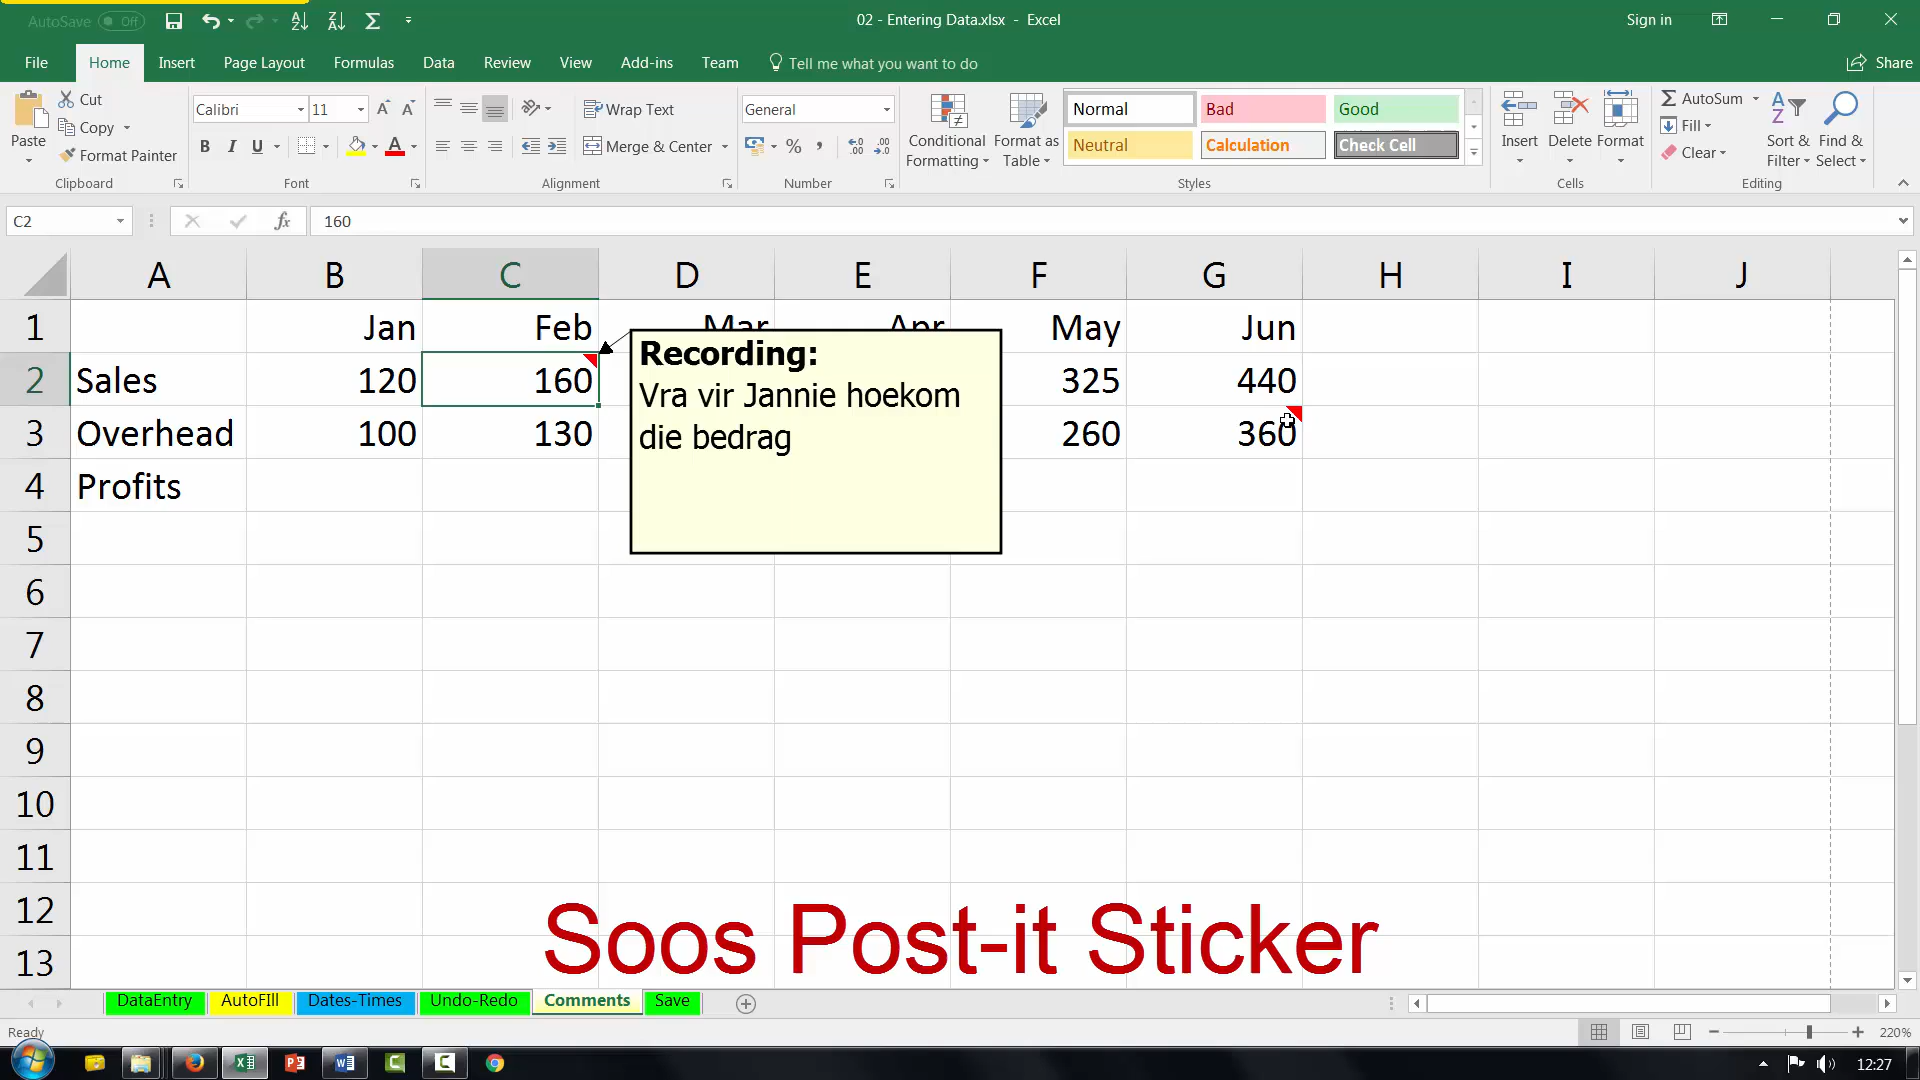 AutoSave Off
02 - Entering Data.xlsx - Excel
Sign in
File Home Insert Page Layout Formulas Data Review View Add-ins Team Tell me what you want to do Share
Paste
Cut
Copy
Format Painter
Clipboard
Calibri 11
B I U
Font
Wrap Text
Merge & Center
Alignment
General
% ,
Number
Conditional
Formatting
Format as
Table
Normal Bad Good
Neutral Calculation Check Cell
Styles
Insert Delete Format
Cells
AutoSum
Fill
Clear
Sort &
Filter
Find &
Select
Editing
C2 fx 160
A B C D E F G H I J
1 Jan Feb Mar Apr May Jun
2 Sales 120 160 325 440
3 Overhead 100 130 260 360
4 Profits
5
6
7
8
9
10
11
12
13
Recording:
Vra vir Jannie hoekom
die bedrag
Soos Post-it Sticker
DataEntry AutoFIll Dates-Times Undo-Redo Comments Save
Ready
220%
12:27